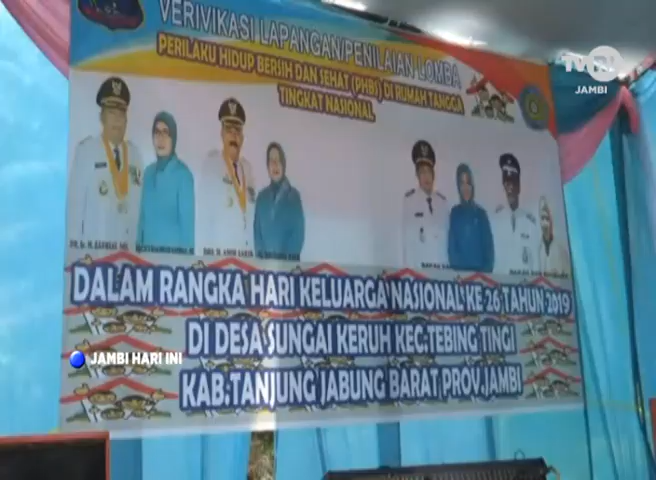 VERIVIKASI LAPANGAN/PENILAIAN LOMBA
PERILAKU HIDUP BERSIH DAN SEHAT (PHBS) DI RUMAH TANGGA
TINGKAT NASIONAL
TVRI
JAMBI
DALAM RANGKA HARI KELUARGA NASIONAL KE 26 TAHUN 2019
DI DESA SUNGAI KERUH KEC.TEBING TINGI
KAB.TANJUNG JABUNG BARAT PROV.JAMBI
JAMBI HARI INI